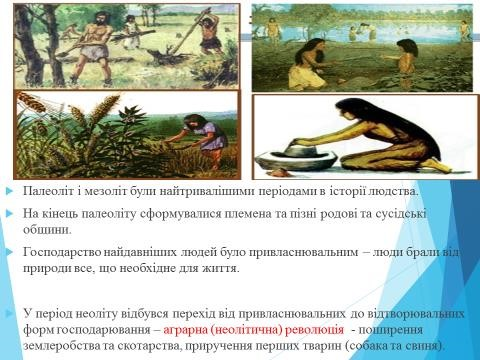 Палеоліт і мезоліт були найтривалішими періодами в історії людства.
На кінець палеоліту сформувалися племена та пізні родові та сусідські
общини.
Господарство найдавніших людей було привласнювальним – люди брали від
природи все, що необхідне для життя.
У період неоліту відбувся перехід від привласнювальних до відтворювальних
форм господарювання – аграрна (неолітична) революція - поширення
землеробства та скотарства, приручення перших тварин (собака та свиня).